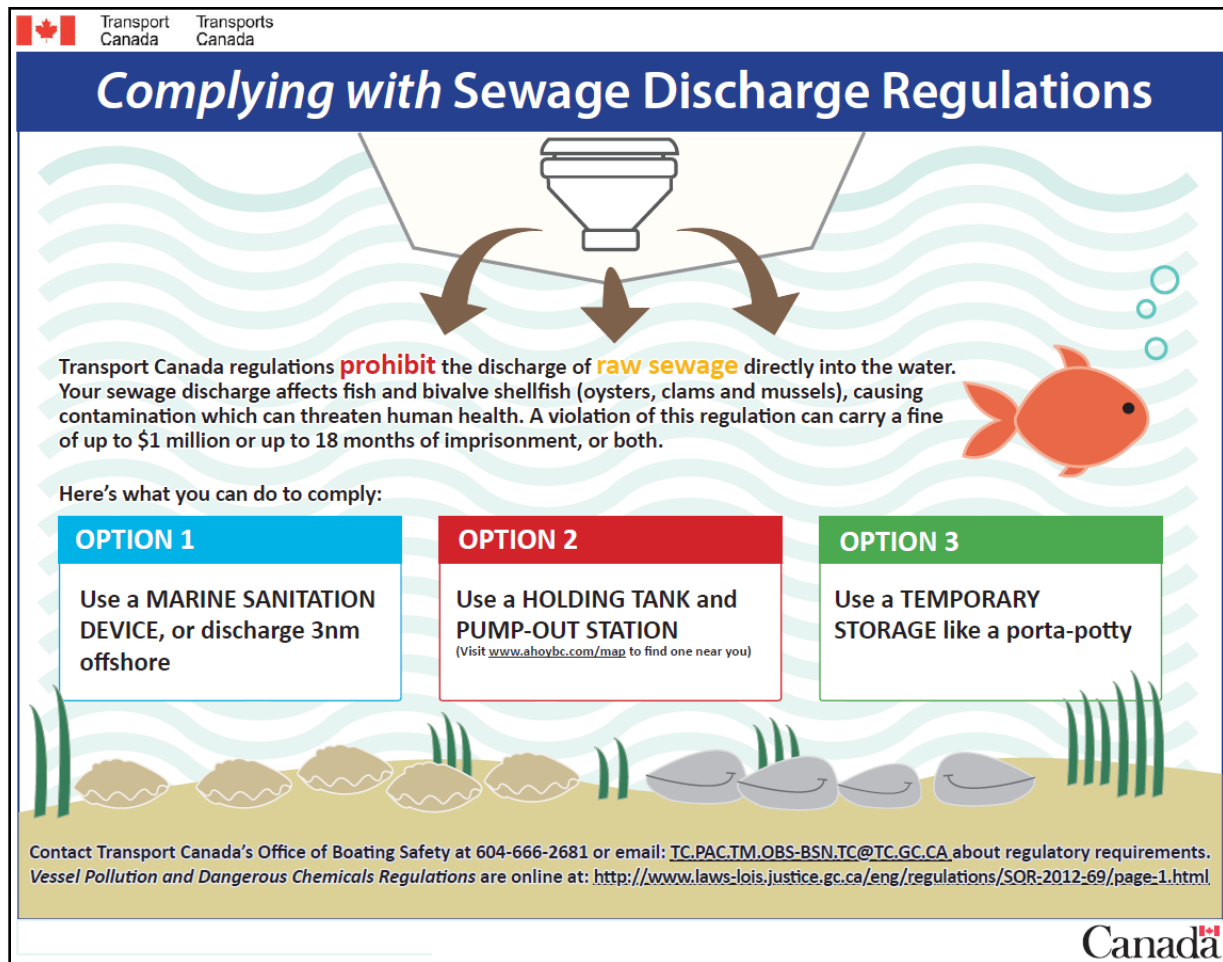 Transport Transports
Canada Canada
Complying with Sewage Discharge Regulations
Transport Canada regulations prohibit the discharge of raw sewage directly into the water.
Your sewage discharge affects fish and bivalve shellfish (oysters, clams and mussels), causing
contamination which can threaten human health. A violation of this regulation can carry a fine
of up to $1 million or up to 18 months of imprisonment, or both.
Here's what you can do to comply:
OPTION 1
Use a MARINE SANITATION
DEVICE, or discharge 3nm
offshore
OPTION 2
Use a HOLDING TANK and
PUMP-OUT STATION
(Visit www.ahoybc.com/map to find one near you)
OPTION 3
Use a TEMPORARY
STORAGE like a porta-potty
Contact Transport Canada's Office of Boating Safety at 604-666-2681 or email: TC.PAC.TM.OBS-BSN.TC@TC.GC.CA about regulatory requirements.
Vessel Pollution and Dangerous Chemicals Regulations are online at: http://www.laws-lois.justice.gc.ca/eng/regulations/SOR-2012-69/page-1.html
Canada